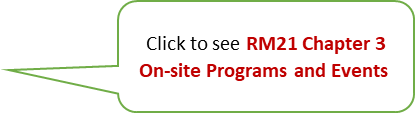 Click to see RM21 Chapter 3
On-site Programs and Events